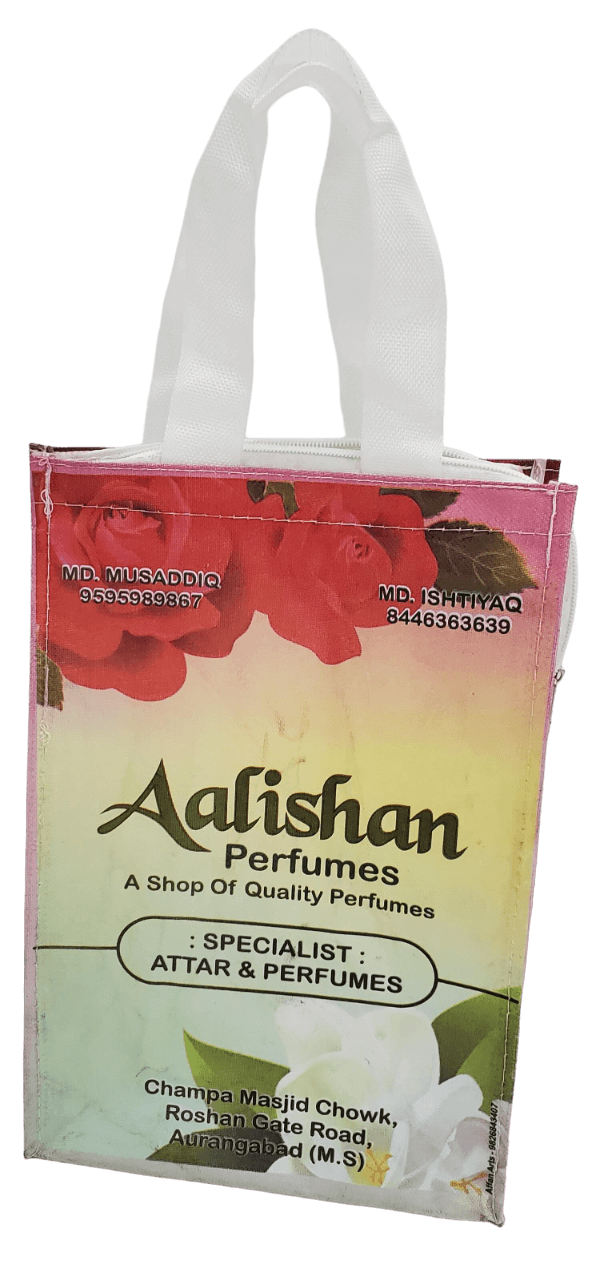 MD. MUSADDIQ
9595989867
MD. ISHTIYAQ
8446363639
Aalishan
Perfumes
A Shop Of Quality Perfumes
: SPECIALIST :
ATTAR & PERFUMES
Champa Masjid Chowk,
Roshan Gate Road,
Aurangabad (M.S)